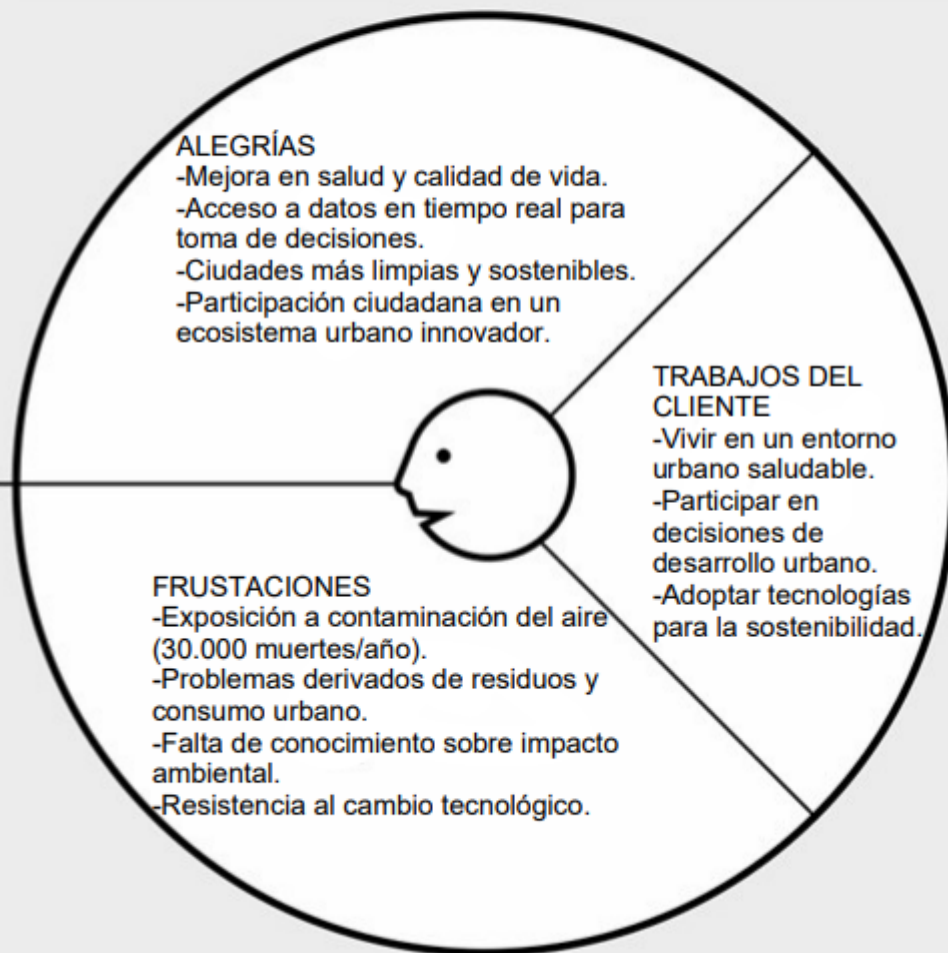 ALEGRÍAS
-Mejora en salud y calidad de vida.
-Acceso a datos en tiempo real para
toma de decisiones.
-Ciudades más limpias y sostenibles.
-Participación ciudadana en un
ecosistema urbano innovador.
TRABAJOS DEL
CLIENTE
-Vivir en un entorno
urbano saludable.
-Participar en
decisiones de
desarrollo urbano.
-Adoptar tecnologías
para la sostenibilidad.
FRUSTACIONES
-Exposición a contaminación del aire
(30.000 muertes/año).
-Problemas derivados de residuos y
consumo urbano.
-Falta de conocimiento sobre impacto
ambiental.
-Resistencia al cambio tecnológico.